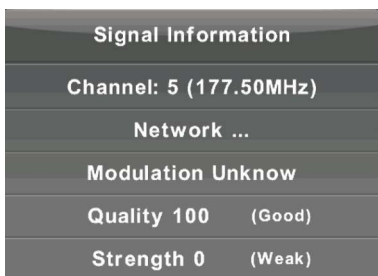 Signal Information
Channel: 5 (177.50MHz)
Network ...
Modulation Unknow
Quality 100 (Good)
Strength 0 (Weak)